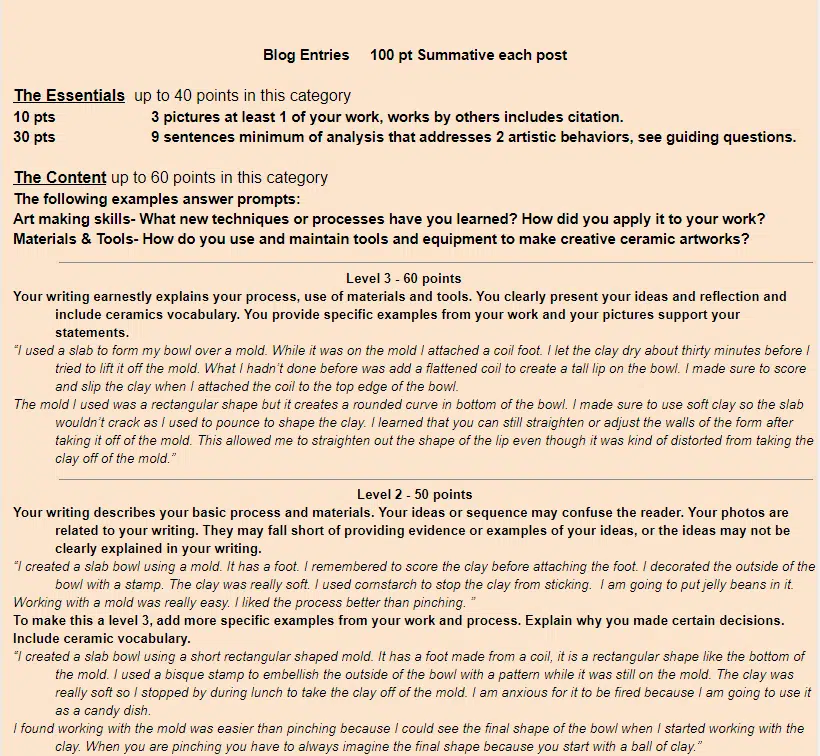 Blog Entries 100 pt Summative each post
The Essentials up to 40 points in this category
10 pts 3 pictures at least 1 of your work, works by others includes citation.
30 pts 9 sentences minimum of analysis that addresses 2 artistic behaviors, see guiding questions.
The Content up to 60 points in this category
The following examples answer prompts:
Art making skills- What new techniques or processes have you learned? How did you apply it to your work?
Materials & Tools- How do you use and maintain tools and equipment to make creative ceramic artworks?
Level 3 - 60 points
Your writing earnestly explains your process, use of materials and tools. You clearly present your ideas and reflection and
include ceramics vocabulary. You provide specific examples from your work and your pictures support your
statements.
"I used a slab to form my bowl over a mold. While it was on the mold I attached a coil foot. I let the clay dry about thirty minutes before I
tried to lift it off the mold. What I hadn't done before was add a flattened coil to create a tall lip on the bowl. I made sure to score
and slip the clay when I attached the coil to the top edge of the bowl.
The mold I used was a rectangular shape but it creates a rounded curve in bottom of the bowl. I made sure to use soft clay so the slab
wouldn't crack as I used to pounce to shape the clay. I learned that you can still straighten or adjust the walls of the form after
taking it off of the mold. This allowed me to straighten out the shape of the lip even though it was kind of distorted from taking the
clay off of the mold."
Level 2 - 50 points
Your writing describes your basic process and materials. Your ideas or sequence may confuse the reader. Your photos are
related to your writing. They may fall short of providing evidence or examples of your ideas, or the ideas may not be
clearly explained in your writing.
"I created a slab bowl using a mold. It has a foot. I remembered to score the clay before attaching the foot. I decorated the outside of the
bowl with a stamp. The clay was really soft. I used cornstarch to stop the clay from sticking. I am going to put jelly beans in it.
Working with a mold was really easy. I liked the process better than pinching. "
To make this a level 3, add more specific examples from your work and process. Explain why you made certain decisions.
Include ceramic vocabulary.
"I created a slab bowl using a short rectangular shaped mold. It has a foot made from a coil, it is a rectangular shape like the bottom of
the mold. I used a bisque stamp to embellish the outside of the bowl with a pattern while it was still on the mold. The clay was
really soft so I stopped by during lunch to take the clay off of the mold. I am anxious for it to be fired because I am going to use it
as a candy dish.
I found working with the mold was easier than pinching because I could see the final shape of the bowl when I started working with the
clay. When you are pinching you have to always imagine the final shape because you start with a ball of clay."